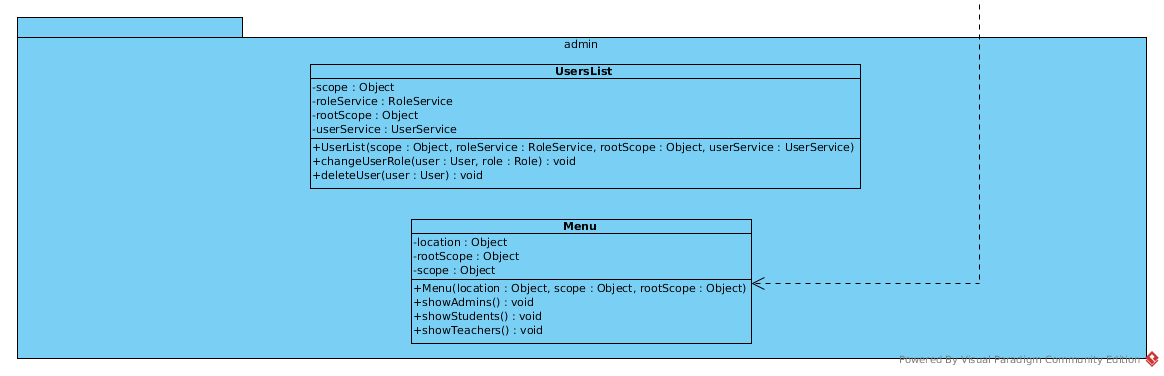 admin
UsersList
-scope : Object
-roleService : RoleService
-rootScope : Object
-userService : UserService
+UserList(scope : Object, roleService : RoleService, rootScope : Object, userService : UserService)
+changeUserRole(user : User, role : Role) : void
+deleteUser(user : User) : void
Menu
-location : Object
-rootScope : Object
-scope : Object
+Menu(location : Object, scope : Object, rootScope : Object)
+showAdmins() : void
+showStudents() : void
+showTeachers() : void
Powered By Visual Paradigm Community Edition